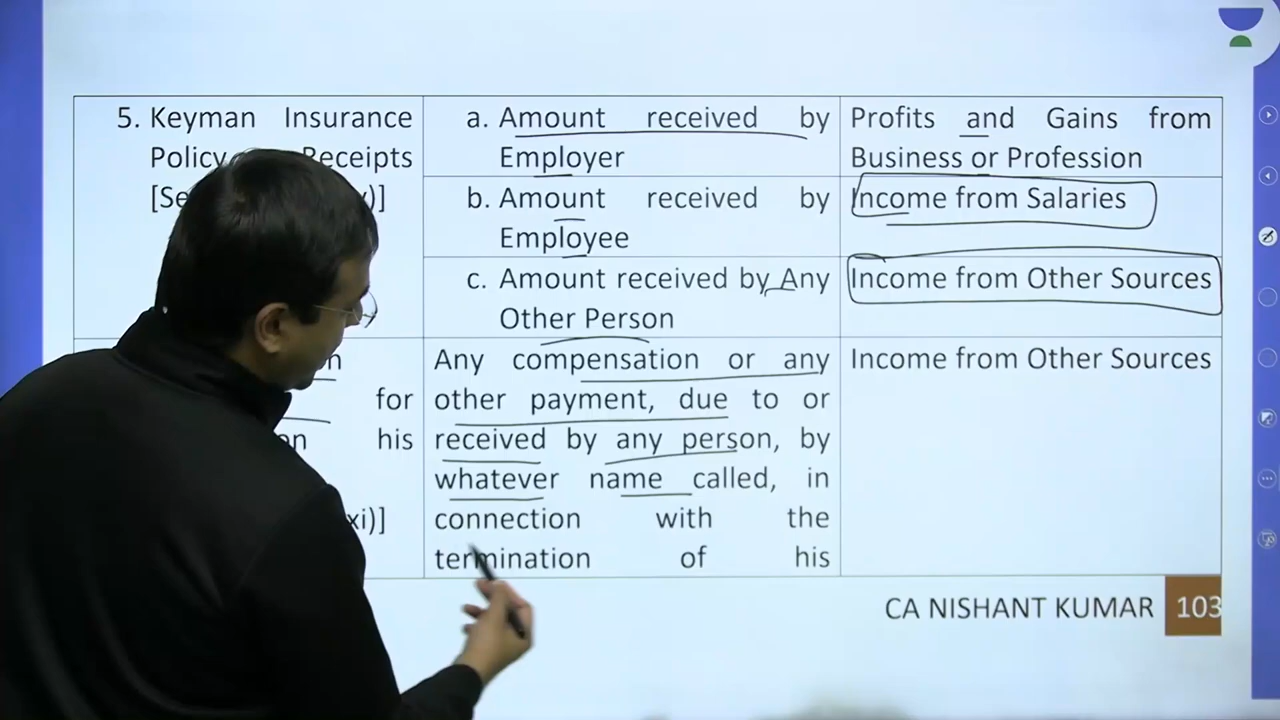 5. Keyman Insurance
Policy Receipts
[Se )]
a. Amount received by
Employer
Profits and Gains from
Business or Profession
b. Amount received by
Employee
Income from Salaries
c. Amount received by Any
Other Person
Income from Other Sources
for
his
xi)]
Any compensation or any
other payment, due to or
received by any person, by
whatever name called, in
connection with the
termination of his
Income from Other Sources
CA NISHANT KUMAR 103